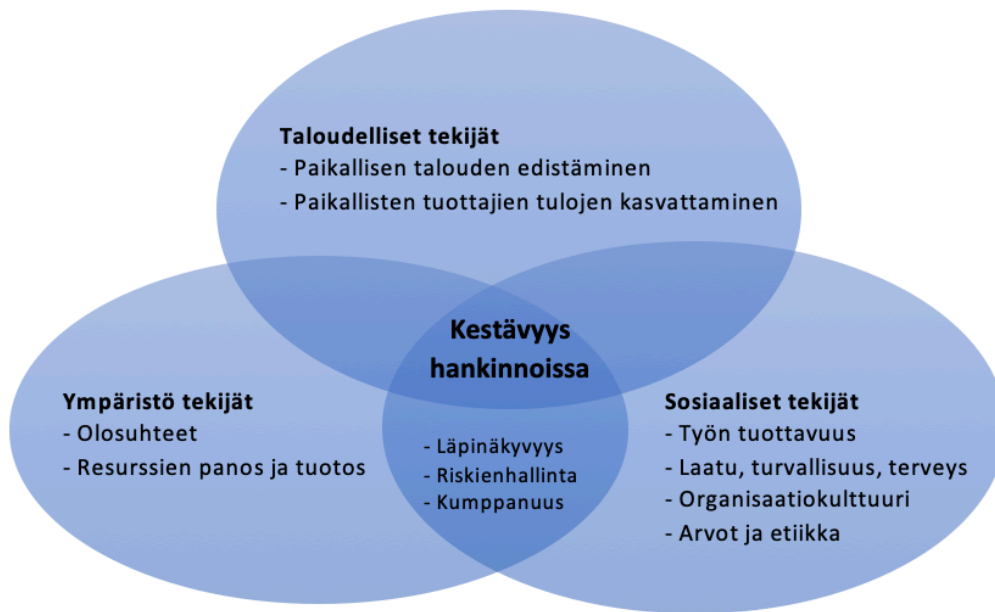 Taloudelliset tekijät
- Paikallisen talouden edistäminen
- Paikallisten tuottajien tulojen kasvattaminen
Kestävyys
hankinnoissa
Ympäristö tekijät
- Olosuhteet
- Resurssien panos ja tuotos
- Läpinäkyvyys
- Riskienhallinta
- Kumppanuus
Sosiaaliset tekijät
- Työn tuottavuus
- Laatu, turvallisuus, terveys
- Organisaatiokulttuuri
- Arvot ja etiikka